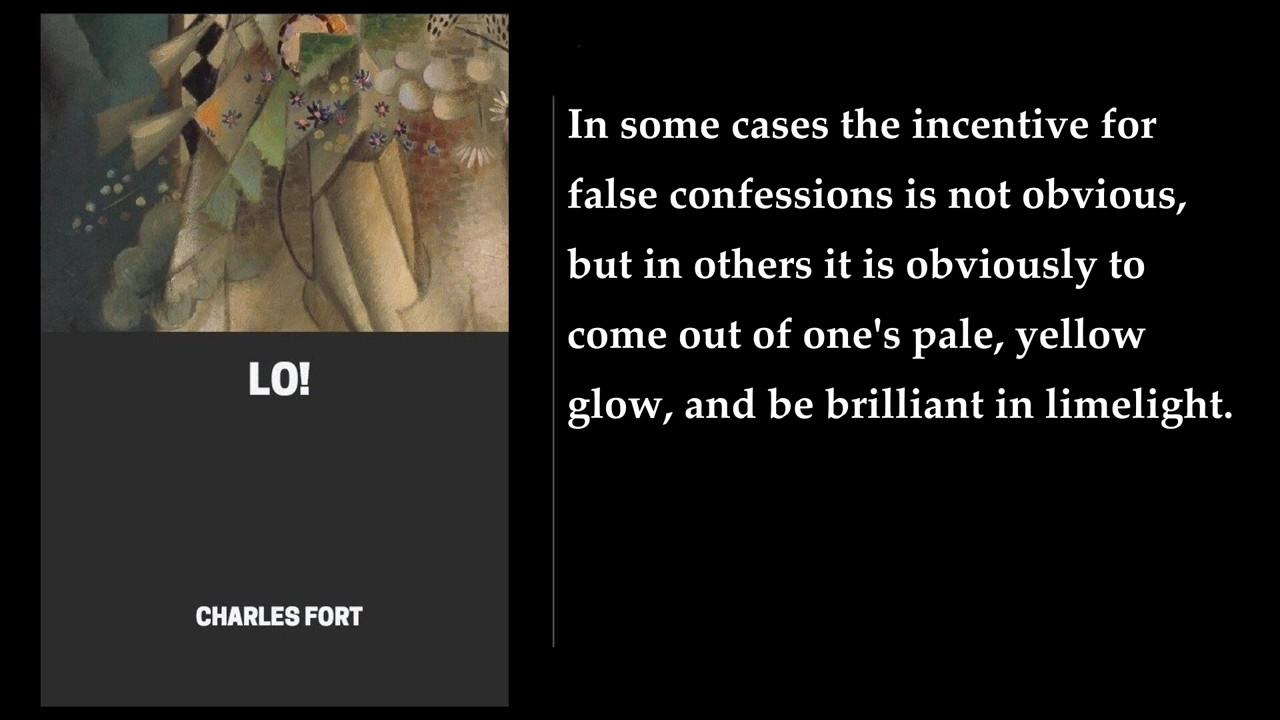 LO!
CHARLES FORT
In some cases the incentive for
false confessions is not obvious,
but in others it is obviously to
come out of one's pale, yellow
glow, and be brilliant in limelight.